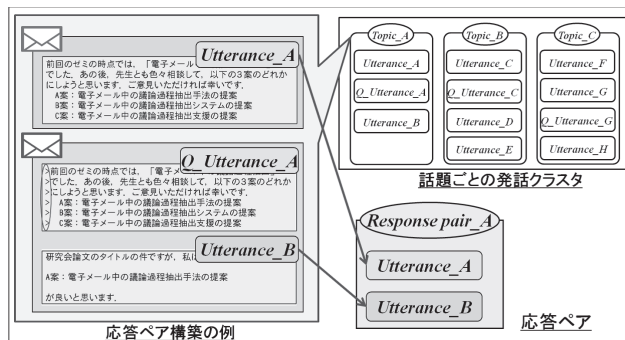 Utterance_A
前回のゼミの時点では，「電子メール
でした．あの後，先生とも色々相談して，以下の３案のどれか
にしようと思います．ご意見いただければ幸いです．
A案：電子メール中の議論過程抽出手法の提案
B案：電子メール中の議論過程抽出システムの提案
C案：電子メール中の議論過程抽出支援の提案
Q_Utterance_A
>前回のゼミの時点では，「電子メ
>でした．あの後，先生とも色々相談して，以下の３案のどれか
>にしようと思います．ご意見いただければ幸いです．
> A案：電子メール中の議論過程抽出手法の提案
> B案：電子メール中の議論過程抽出システムの提案
> C案：電子メール中の議論過程抽出支援の提案
Utterance_B
研究会論文のタイトルの件ですが，私は
A案：電子メール中の議論過程抽出手法の提案
が良いと思います．
応答ペア構築の例
Topic_A
Utterance_A
Q_Utterance_A
Utterance_B
Topic_B
Utterance_C
Q_Utterance_C
Utterance_D
Utterance_E
Topic_C
Utterance_F
Utterance_G
Q_Utterance_G
Utterance_H
話題ごとの発話クラスタ
Response pair_A
Utterance_A
Utterance_B
応答ペア